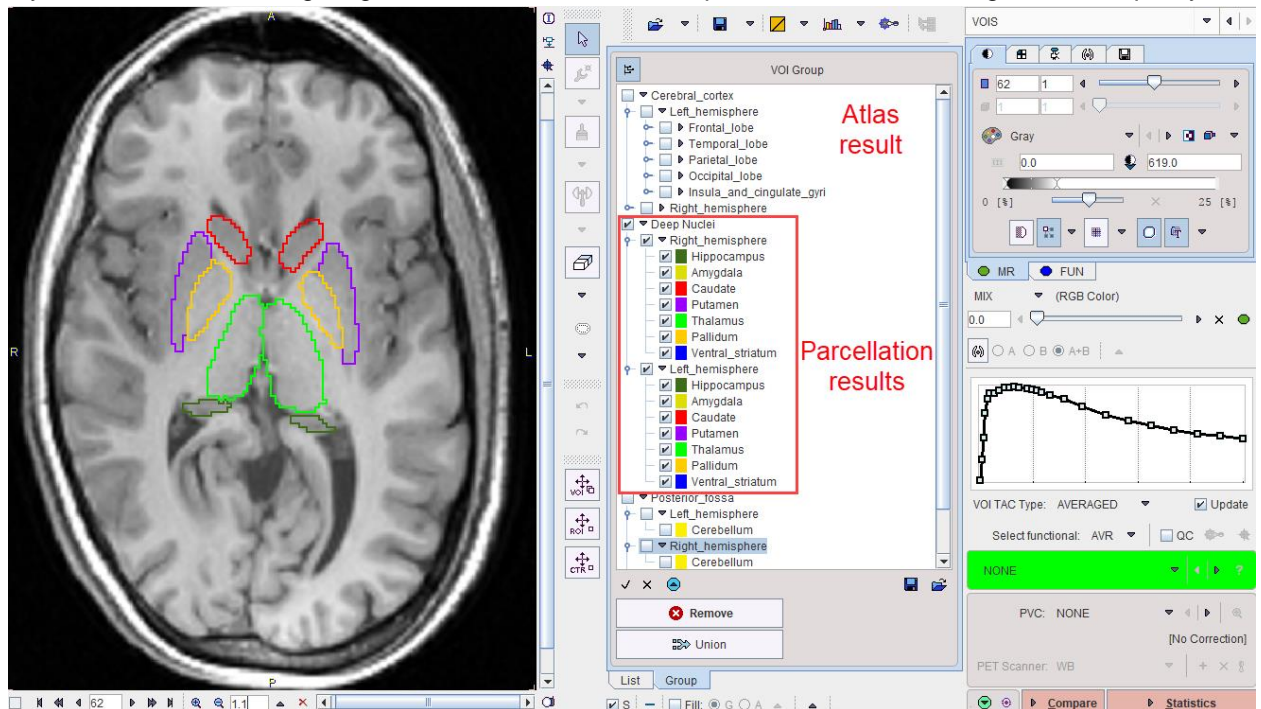 A
R
L
P
62
1.1
VOI
ROI
CTR
VOI Group
Cerebral_cortex
Left_hemisphere
Frontal_lobe
Temporal_lobe
Parietal_lobe
Occipital_lobe
Insula_and_cingulate_gyri
Right_hemisphere
Atlas
result
Deep Nuclei
Right_hemisphere
Hippocampus
Amygdala
Caudate
Putamen
Thalamus
Pallidum
Ventral_striatum
Left_hemisphere
Hippocampus
Amygdala
Caudate
Putamen
Thalamus
Pallidum
Ventral_striatum
Parcellation
results
Posterior_fossa
Left_hemisphere
Cerebellum
Right_hemisphere
Cerebellum
Remove
Union
List Group
S Fill: G O A
VOIS
62 1
1 1
Gray
0.0 619.0
0 [%] 25 [%]
MR FUN
MIX (RGB Color)
0.0
A B A+B
VOI TAC Type: AVERAGED Update
Select functional: AVR QC
NONE ?
PVC: NONE
[No Correction]
PET Scanner: WB
Compare Statistics